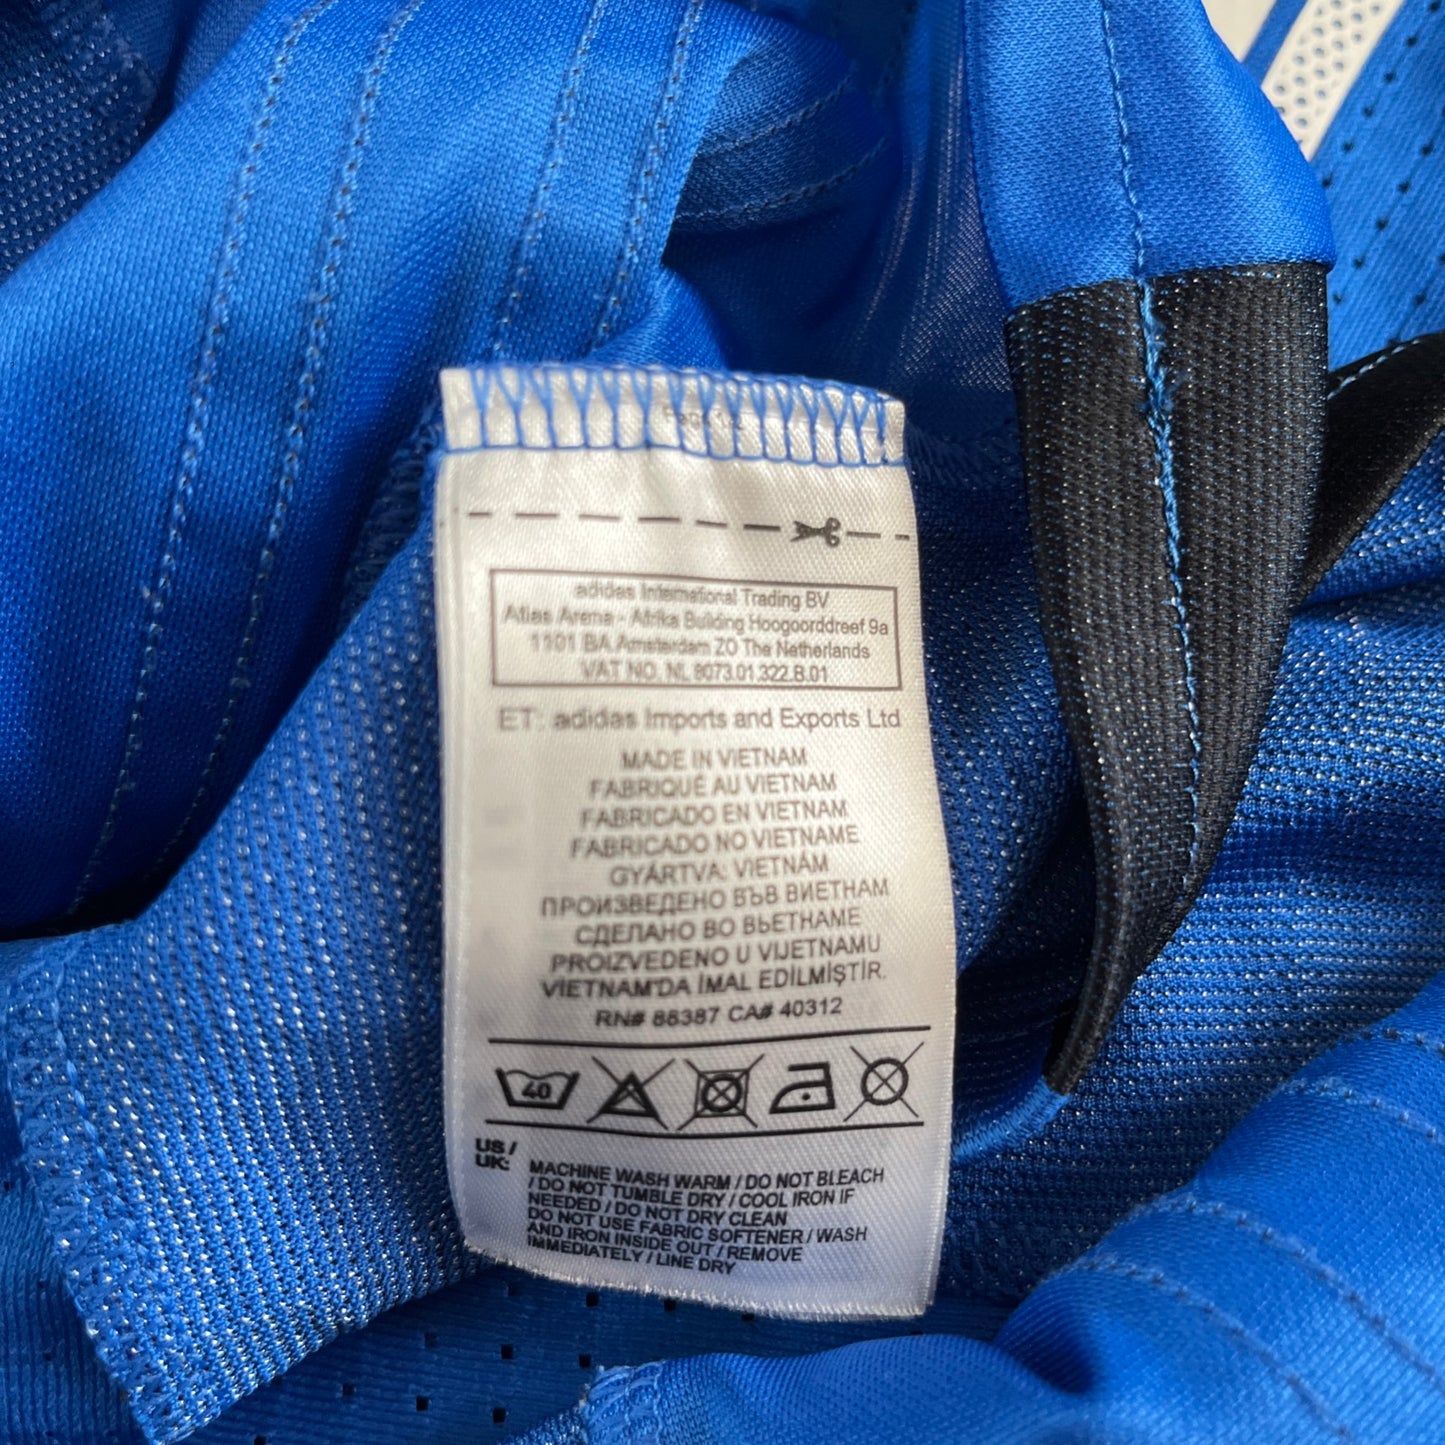 adidas International Trading BV
Atlas Arena - Afrika Building Hoogoorddreef 9a
1101 BA Amsterdam ZO The Netherlands
VAT NO. NL 8073.01.322.B.01
ET: adidas Imports and Exports Ltd
MADE IN VIETNAM
FABRIQUÉ AU VIETNAM
FABRICADO EN VIETNAM
FABRICADO NO VIETNAME
GYÁRTVA: VIETNÁM
ПРОИЗВЕДЕНО ВЪВ ВИЕТНАМ
СДЕЛАНО ВО ВЬЕТНАМЕ
PROIZVEDENO U VIJETNAMU
VIETNAM'DA İMAL EDİLMİŞTİR.
RN# 88387 CA# 40312
40
US /
UK:
MACHINE WASH WARM / DO NOT BLEACH
/ DO NOT TUMBLE DRY / COOL IRON IF
NEEDED / DO NOT DRY CLEAN
DO NOT USE FABRIC SOFTENER / WASH
AND IRON INSIDE OUT / REMOVE
IMMEDIATELY / LINE DRY